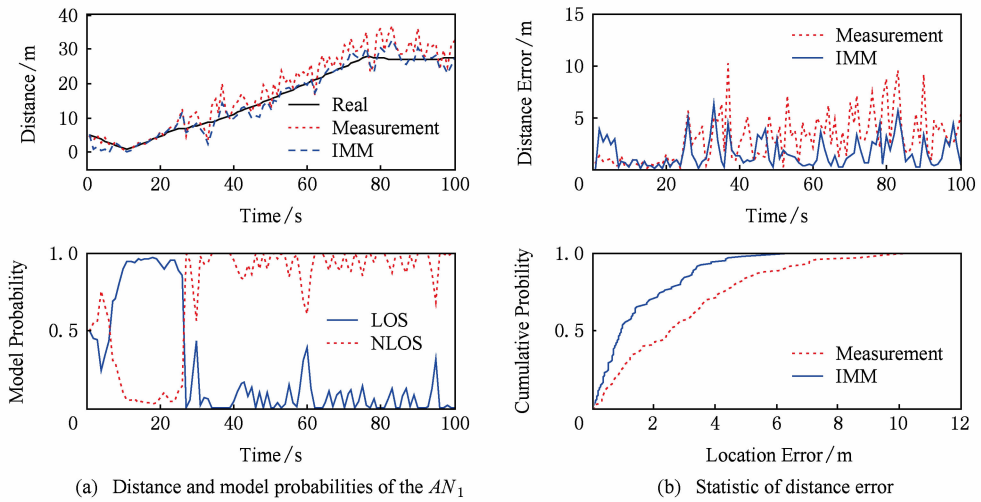 40
30
20
10
0
Distance/m
Real
Measurement
IMM
0 20 40 60 80 100
Time/s
15
10
5
Distance Error/m
Measurement
IMM
0 20 40 60 80 100
Time/s
1.0
0.5
Model Probability
LOS
NLOS
0 20 40 60 80 100
Time/s
1.0
0.5
Cumulative Probility
Measurement
IMM
0 2 4 6 8 10 12
Location Error/m
(a) Distance and model probabilities of the AN1
(b) Statistic of distance error